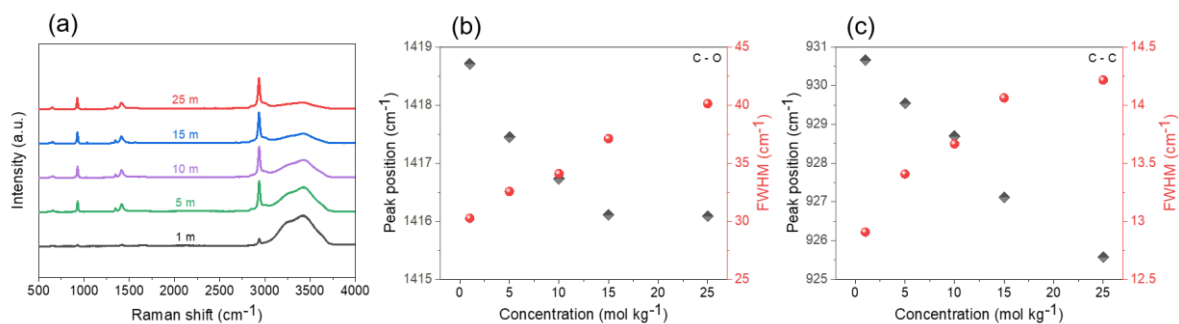 (a)
Intensity (a.u.)
25 m
15 m
10 m
5 m
1 m
500 1000 1500 2000 2500 3000 3500 4000
Raman shift (cm⁻¹)
(b)
C - O
Peak position (cm⁻¹)
1419
1418
1417
1416
1415
45
40
35
30
25
FWHM (cm⁻¹)
0 5 10 15 20 25
Concentration (mol kg⁻¹)
(c)
C - C
Peak position (cm⁻¹)
931
930
929
928
927
926
925
14.5
14
13.5
13
12.5
FWHM (cm⁻¹)
0 5 10 15 20 25
Concentration (mol kg⁻¹)